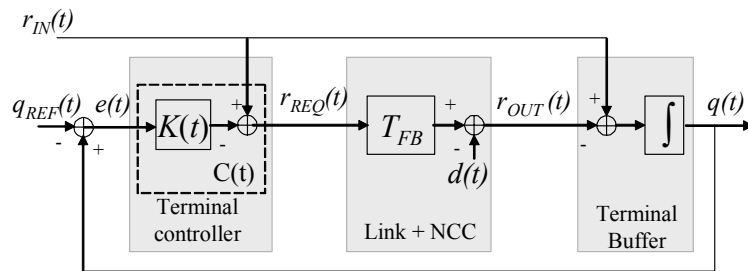 r_IN(t)
q_REF(t)
e(t)
K(t)
r_REQ(t)
T_FB
r_OUT (t)
q(t)
∫
+
-
+
-
+
-
+
-
C(t)
d(t)
Terminal
controller
Link + NCC
Terminal
Buffer